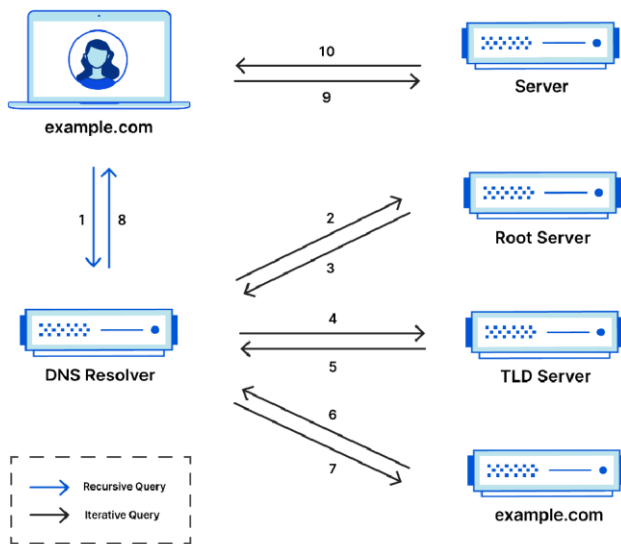 10
9
Server
example.com
1
8
2
3
Root Server
4
5
DNS Resolver
TLD Server
6
7
Recursive Query
Iterative Query
example.com